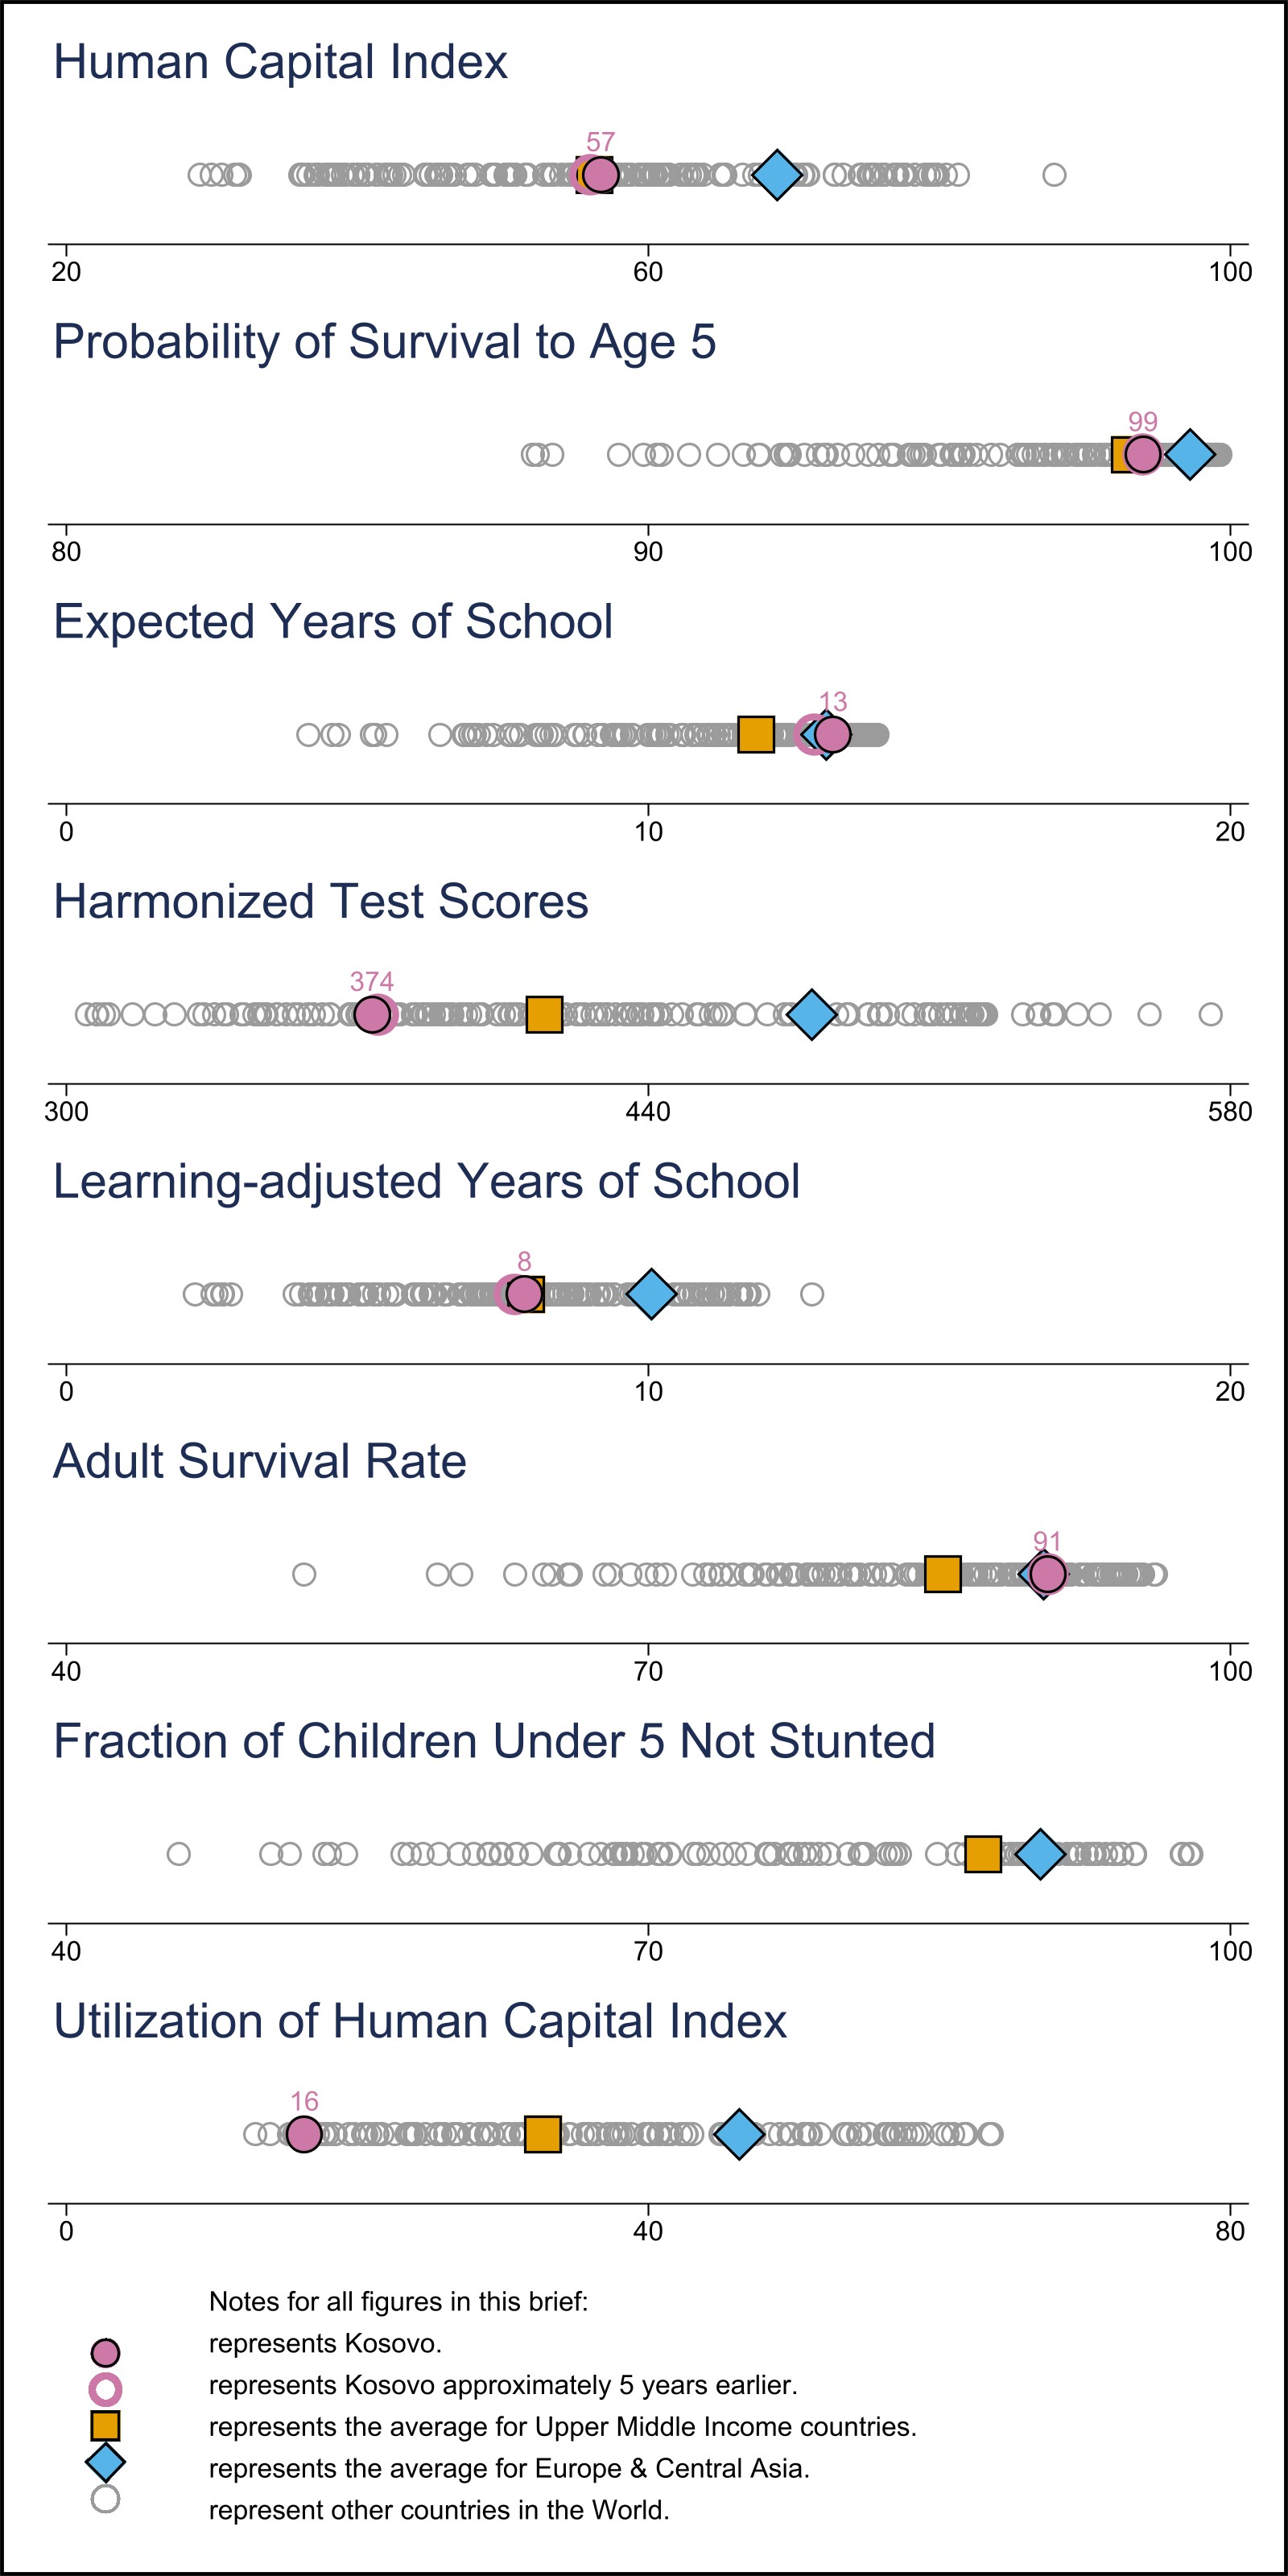 Human Capital Index
57
20 60 100
Probability of Survival to Age 5
99
80 90 100
Expected Years of School
13
0 10 20
Harmonized Test Scores
374
300 440 580
Learning-adjusted Years of School
8
0 10 20
Adult Survival Rate
91
40 70 100
Fraction of Children Under 5 Not Stunted
40 70 100
Utilization of Human Capital Index
16
0 40 80
Notes for all figures in this brief:
represents Kosovo.
represents Kosovo approximately 5 years earlier.
represents the average for Upper Middle Income countries.
represents the average for Europe & Central Asia.
represent other countries in the World.